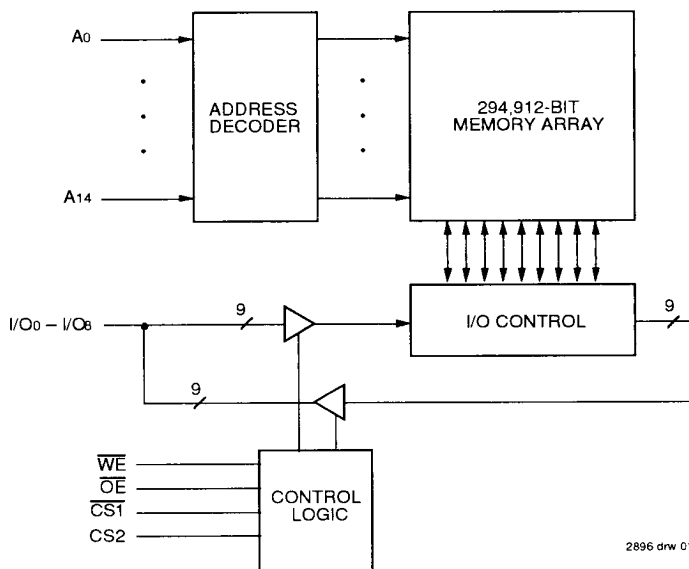 A0
A14
ADDRESS
DECODER
294,912-BIT
MEMORY ARRAY
I/O0 – I/O8
9
9
I/O CONTROL
9
WE
OE
CS1
CS2
CONTROL
LOGIC
2896 drw 01